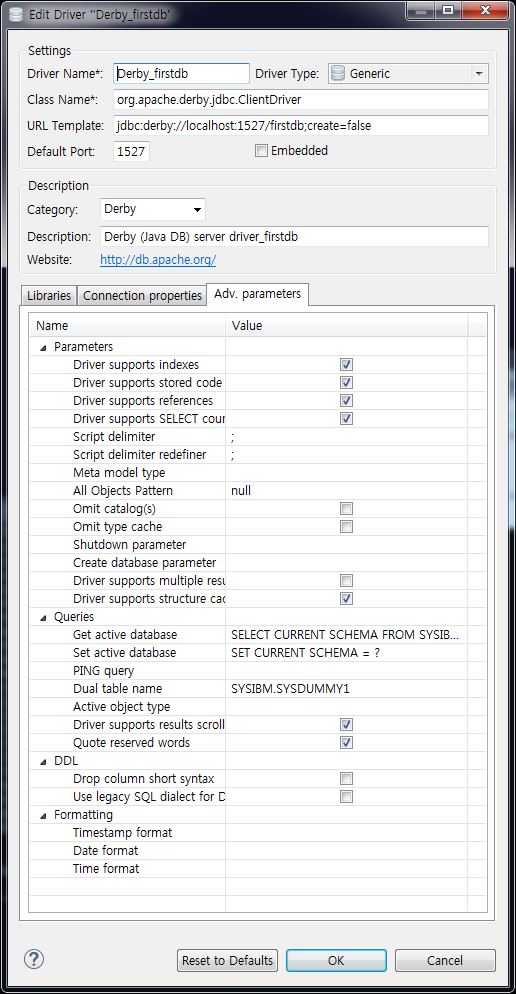 Edit Driver "Derby_firstdb"
Settings
Driver Name*: Derby_firstdb Driver Type: Generic
Class Name*: org.apache.derby.jdbc.ClientDriver
URL Template: jdbc:derby://localhost:1527/firstdb;create=false
Default Port: 1527 Embedded
Description
Category: Derby
Description: Derby (Java DB) server driver_firstdb
Website: http://db.apache.org/
Libraries Connection properties Adv. parameters
Name Value
Parameters
Driver supports indexes
Driver supports stored code
Driver supports references
Driver supports SELECT cour
Script delimiter ;
Script delimiter redefiner ;
Meta model type
All Objects Pattern null
Omit catalog(s)
Omit type cache
Shutdown parameter
Create database parameter
Driver supports multiple resu
Driver supports structure cac
Queries
Get active database SELECT CURRENT SCHEMA FROM SYSIB...
Set active database SET CURRENT SCHEMA = ?
PING query
Dual table name SYSIBM.SYSDUMMY1
Active object type
Driver supports results scroll
Quote reserved words
DDL
Drop column short syntax
Use legacy SQL dialect for D
Formatting
Timestamp format
Date format
Time format
? Reset to Defaults OK Cancel